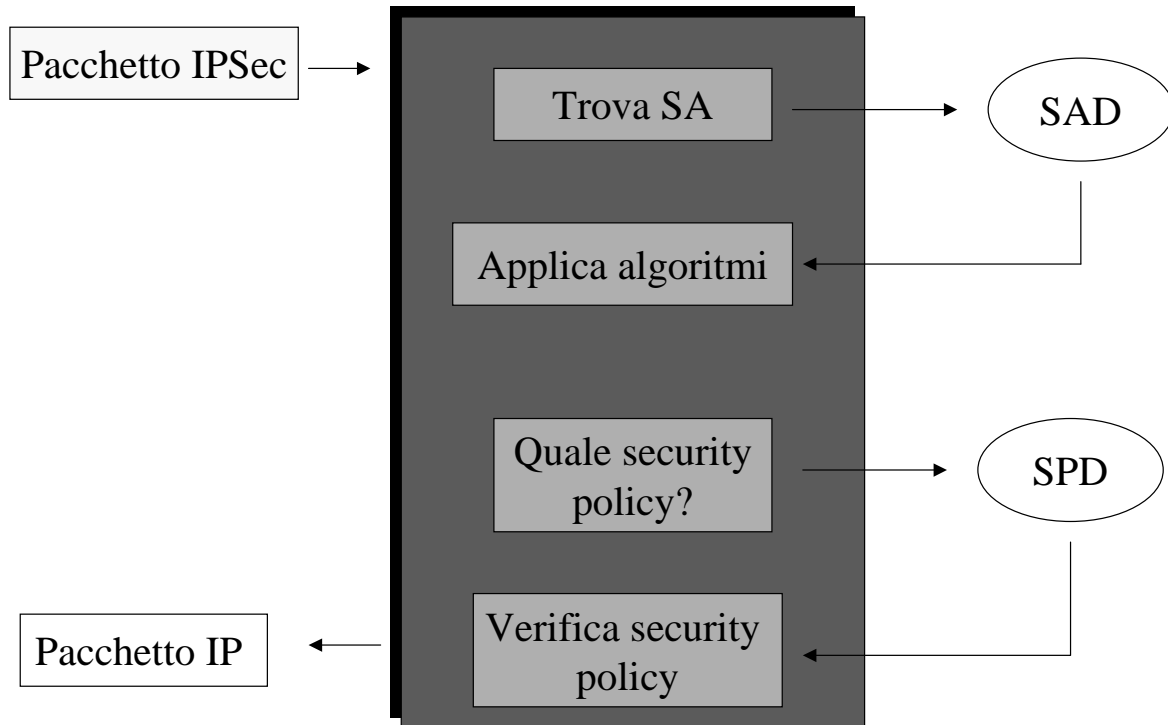 Pacchetto IPSec
Trova SA
SAD
Applica algoritmi
Quale security
policy?
SPD
Verifica security
policy
Pacchetto IP